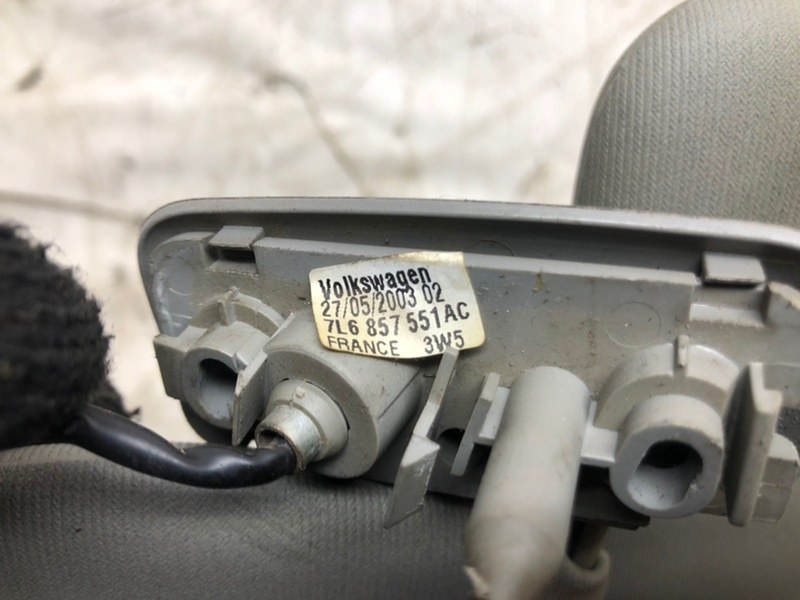 Volkswagen
27/05/2003 02
7L6 857 551 AC
FRANCE 3W5